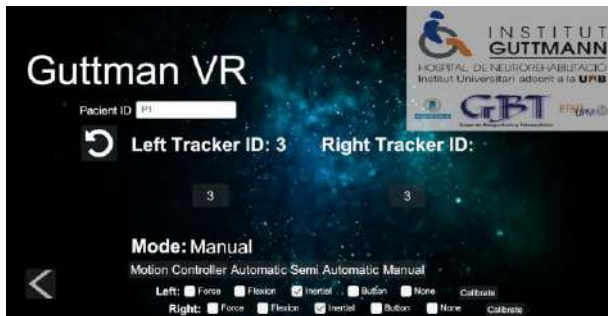 INSTITUT
GUTTMANN
HOSPITAL DE NEUROREHABILITACIÓ
Institut Universitari adscrit a la UAB
Guttman VR
GBT
Pacient ID P1
Left Tracker ID: 3 Right Tracker ID:
3 3
Mode: Manual
Motion Controller Automatic Semi Automatic Manual
Left: Force Flexion Inertial Button None Calibrate
Right: Force Flexion Inertial Button None Calibrate